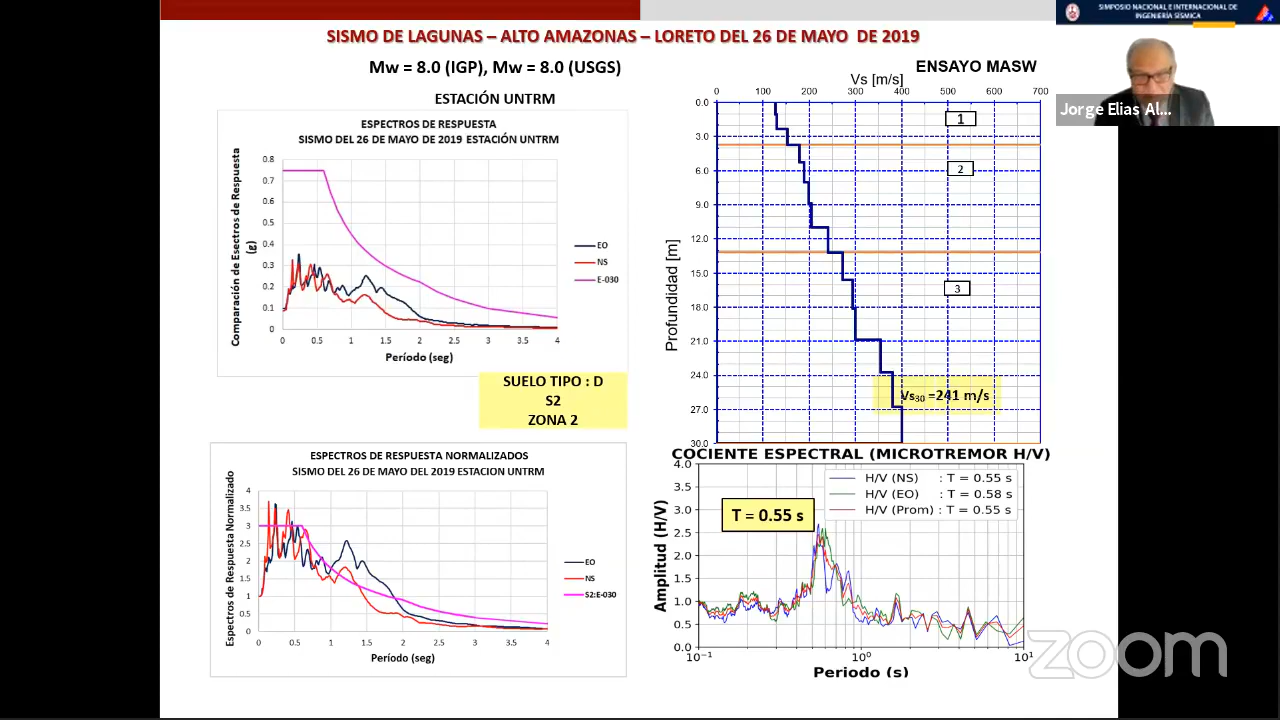 SIMPOSIO NACIONAL E INTERNACIONAL DE
INGENIERÍA SÍSMICA
Jorge Elias Al...
SISMO DE LAGUNAS – ALTO AMAZONAS – LORETO DEL 26 DE MAYO DE 2019
Mw = 8.0 (IGP), Mw = 8.0 (USGS)
ESTACIÓN UNTRM
ESPECTROS DE RESPUESTA
SISMO DEL 26 DE MAYO DE 2019 ESTACIÓN UNTRM
Comparación de Esectros de Respuesta
(g)
0.8
0.7
0.6
0.5
0.4
0.3
0.2
0.1
0
0 0.5 1 1.5 2 2.5 3 3.5 4
Período (seg)
EO
NS
E-030
SUELO TIPO : D
S2
ZONA 2
ESPECTROS DE RESPUESTA NORMALIZADOS
SISMO DEL 26 DE MAYO DEL 2019 ESTACION UNTRM
Espectros de Respuesta Normalizado
4
3.5
3
2.5
2
1.5
1
0.5
0
0 0.5 1 1.5 2 2.5 3 3.5 4
Período (seg)
EO
NS
S2:E-030
ENSAYO MASW
Vs [m/s]
0 100 200 300 400 500 600 700
Profundidad [m]
0.0
3.0
6.0
9.0
12.0
15.0
18.0
21.0
24.0
27.0
30.0
1
2
3
Vs30 =241 m/s
COCIENTE ESPECTRAL (MICROTREMOR H/V)
Amplitud (H/V)
4.0
3.5
3.0
2.5
2.0
1.5
1.0
0.5
0.0
T = 0.55 s
H/V (NS) : T = 0.55 s
H/V (EO) : T = 0.58 s
H/V (Prom) : T = 0.55 s
10⁻¹ 10⁰ 10¹
Periodo (s)
zoom